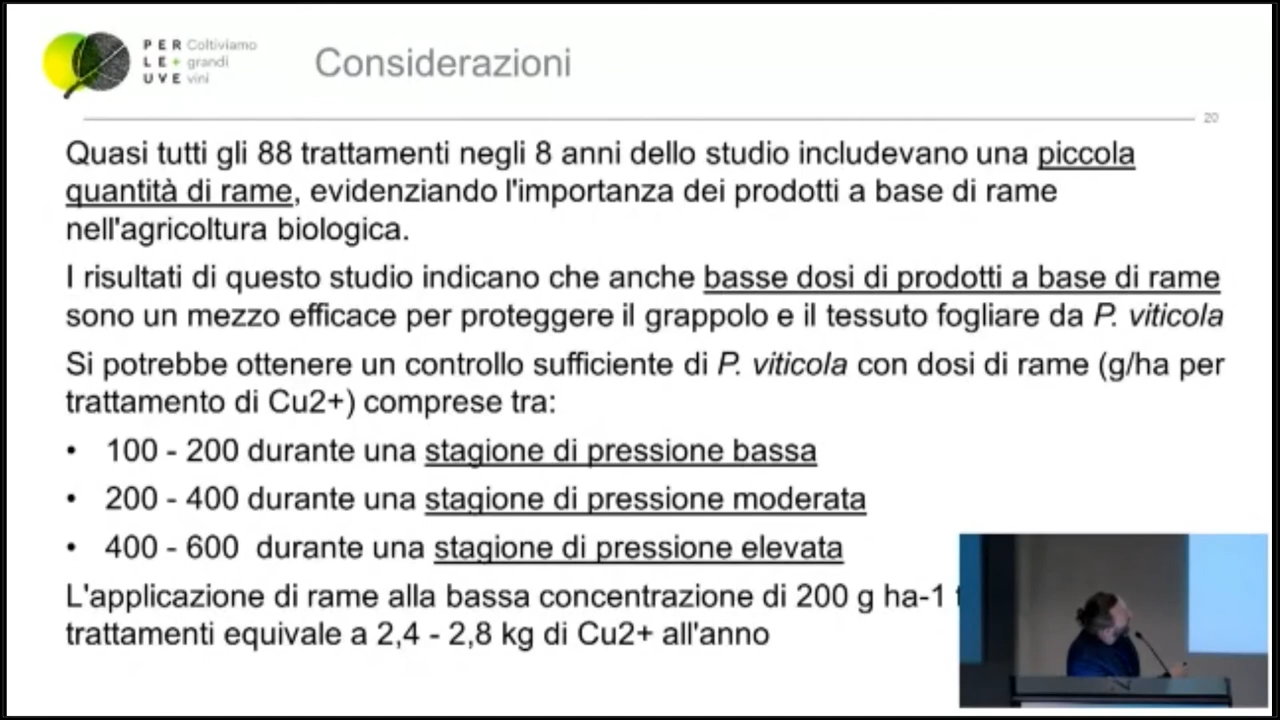 PER Coltiviamo
LE+ grandi
UVE vini
Considerazioni
20
Quasi tutti gli 88 trattamenti negli 8 anni dello studio includevano una piccola
quantità di rame, evidenziando l'importanza dei prodotti a base di rame
nell'agricoltura biologica.
I risultati di questo studio indicano che anche basse dosi di prodotti a base di rame
sono un mezzo efficace per proteggere il grappolo e il tessuto fogliare da P. viticola
Si potrebbe ottenere un controllo sufficiente di P. viticola con dosi di rame (g/ha per
trattamento di Cu2+) comprese tra:
• 100 - 200 durante una stagione di pressione bassa
• 200 - 400 durante una stagione di pressione moderata
• 400 - 600 durante una stagione di pressione elevata
L'applicazione di rame alla bassa concentrazione di 200 g ha-1
trattamenti equivale a 2,4 - 2,8 kg di Cu2+ all'anno